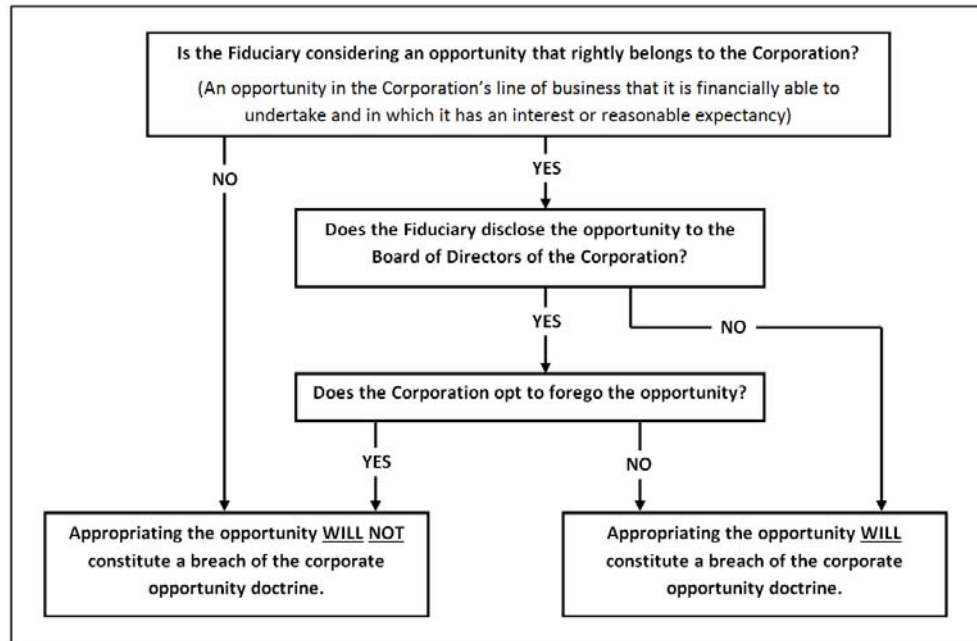 Is the Fiduciary considering an opportunity that rightly belongs to the Corporation?
(An opportunity in the Corporation's line of business that it is financially able to
undertake and in which it has an interest or reasonable expectancy)
NO
YES
Does the Fiduciary disclose the opportunity to the
Board of Directors of the Corporation?
YES
NO
Does the Corporation opt to forego the opportunity?
YES
NO
Appropriating the opportunity WILL NOT
constitute a breach of the corporate
opportunity doctrine.
Appropriating the opportunity WILL
constitute a breach of the corporate
opportunity doctrine.